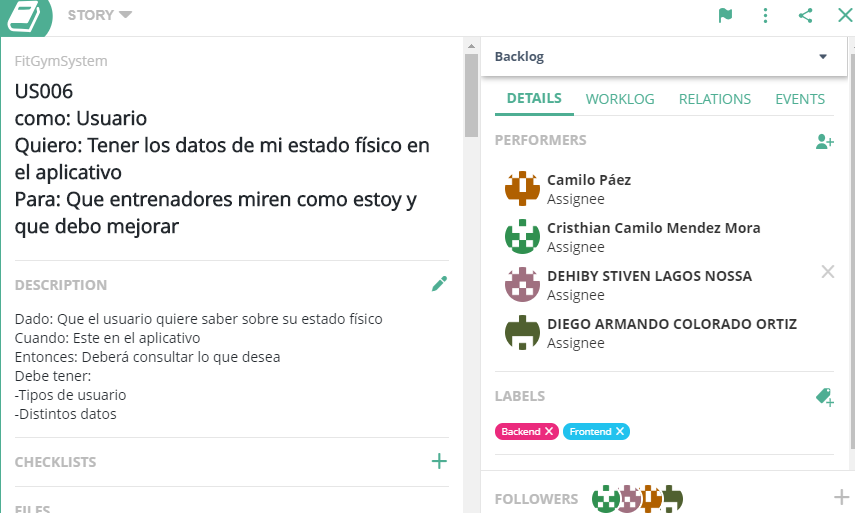 STORY
FitGymSystem
US006
como: Usuario
Quiero: Tener los datos de mi estado físico en
el aplicativo
Para: Que entrenadores miren como estoy y
que debo mejorar
DESCRIPTION
Dado: Que el usuario quiere saber sobre su estado físico
Cuando: Este en el aplicativo
Entonces: Deberá consultar lo que desea
Debe tener:
-Tipos de usuario
-Distintos datos
CHECKLISTS
FILES
Backlog
DETAILS WORKLOG RELATIONS EVENTS
PERFORMERS
Camilo Páez
Assignee
Cristhian Camilo Mendez Mora
Assignee
DEHIBY STIVEN LAGOS NOSSA
Assignee
DIEGO ARMANDO COLORADO ORTIZ
Assignee
LABELS
Backend Frontend
FOLLOWERS